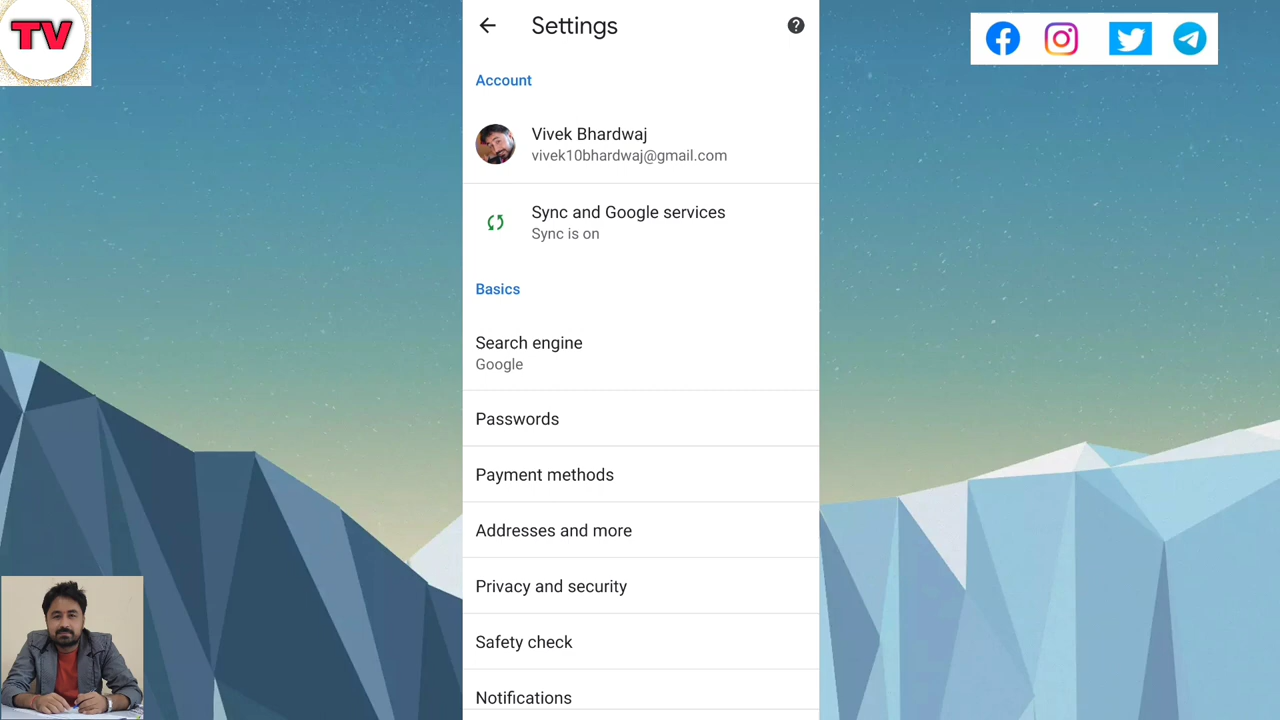 TV
Settings
Account
Vivek Bhardwaj
vivek10bhardwaj@gmail.com
Sync and Google services
Sync is on
Basics
Search engine
Google
Passwords
Payment methods
Addresses and more
Privacy and security
Safety check
Notifications